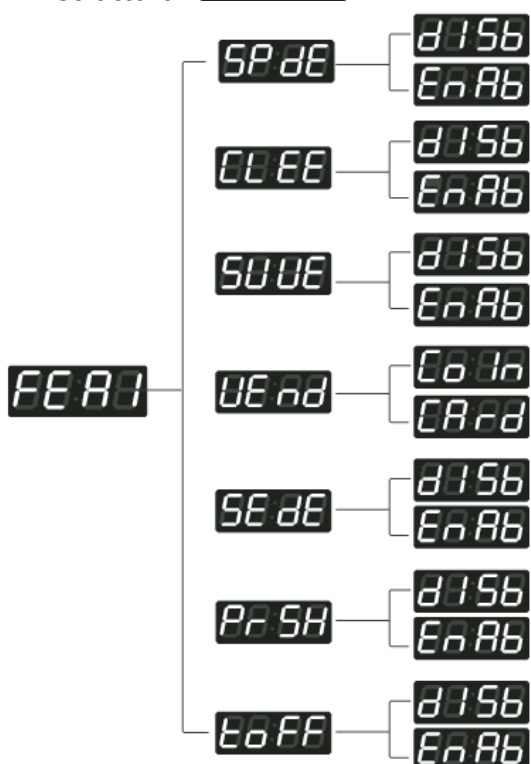 SPdE
dISb
EnAb
CLEE
dISb
EnAb
SUUE
dISb
EnAb
FEA1
UEnd
CoIn
CArd
SEdE
dISb
EnAb
PrSH
dISb
EnAb
toFF
dISb
EnAb